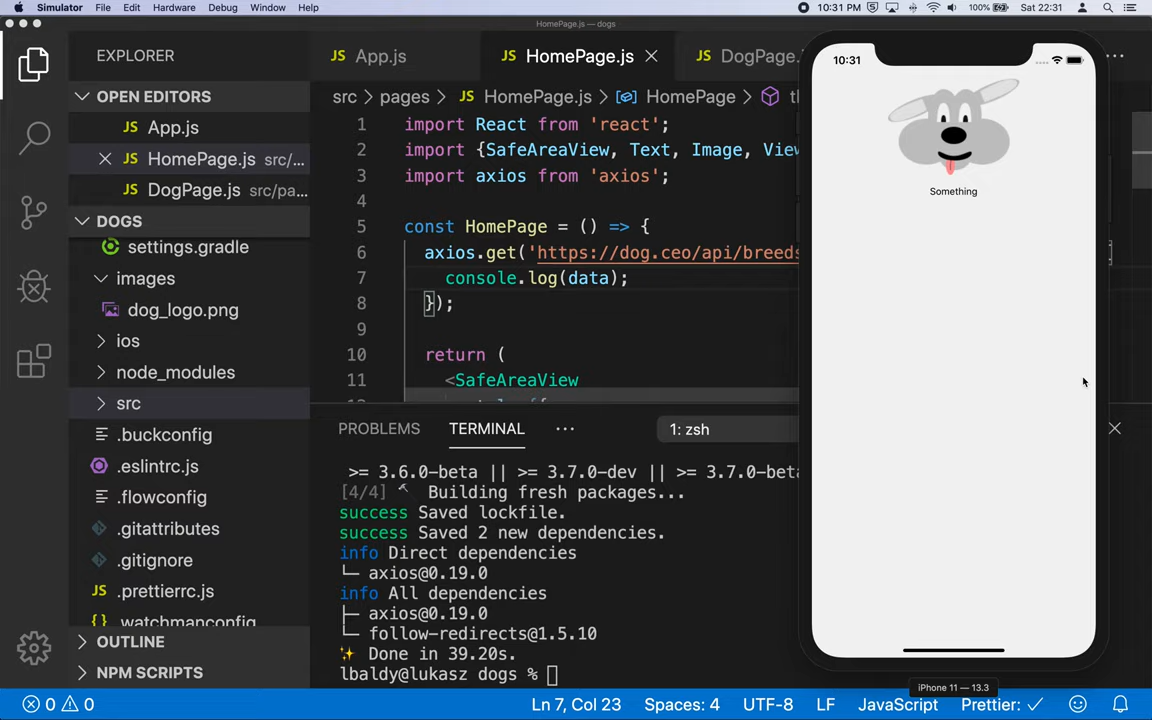 Simulator File Edit Hardware Debug Window Help 10:31 PM 100% Sat 22:31
HomePage.js — dogs
EXPLORER
OPEN EDITORS
JS App.js
JS HomePage.js src/...
JS DogPage.js src/pa...
DOGS
settings.gradle
images
dog_logo.png
ios
node_modules
src
.buckconfig
.eslintrc.js
.flowconfig
.gitattributes
.gitignore
JS .prettierrc.js
{} .watchmanconfig
OUTLINE
NPM SCRIPTS
JS App.js JS HomePage.js JS DogPage.
src > pages > JS HomePage.js > HomePage >
1 import React from 'react';
2 import {SafeAreaView, Text, Image, View
3 import axios from 'axios';
4
5 const HomePage = () => {
6 axios.get('https://dog.ceo/api/breeds
7 console.log(data);
8 });
9
10 return (
11 <SafeAreaView
PROBLEMS TERMINAL ... 1: zsh
>= 3.6.0-beta || >= 3.7.0-dev || >= 3.7.0-beta
[4/4] Building fresh packages...
success Saved lockfile.
success Saved 2 new dependencies.
info Direct dependencies
└─ axios@0.19.0
info All dependencies
├─ axios@0.19.0
└─ follow-redirects@1.5.10
✨ Done in 39.20s.
lbaldy@lukasz dogs %
10:31
Something
iPhone 11 — 13.3
0 0 Ln 7, Col 23 Spaces: 4 UTF-8 LF JavaScript Prettier: ✓